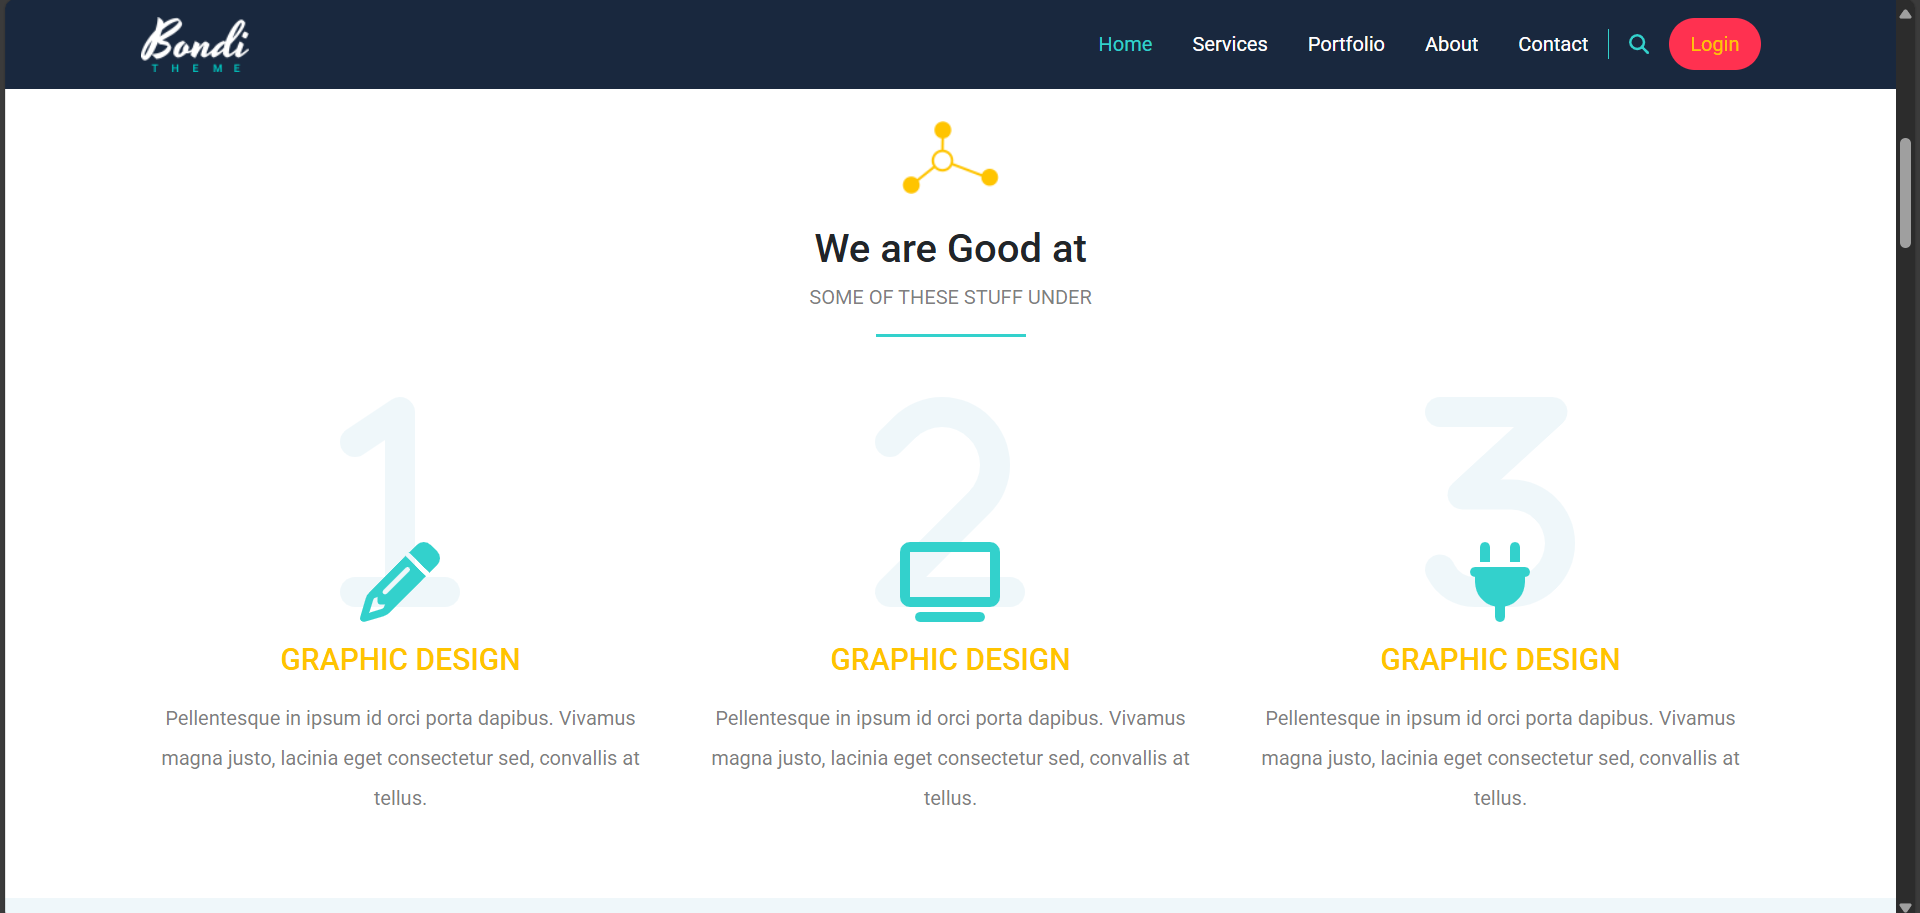 Bondi
THEME
Home Services Portfolio About Contact Login
We are Good at
SOME OF THESE STUFF UNDER
1 2 3
GRAPHIC DESIGN
Pellentesque in ipsum id orci porta dapibus. Vivamus
magna justo, lacinia eget consectetur sed, convallis at
tellus.
GRAPHIC DESIGN
Pellentesque in ipsum id orci porta dapibus. Vivamus
magna justo, lacinia eget consectetur sed, convallis at
tellus.
GRAPHIC DESIGN
Pellentesque in ipsum id orci porta dapibus. Vivamus
magna justo, lacinia eget consectetur sed, convallis at
tellus.